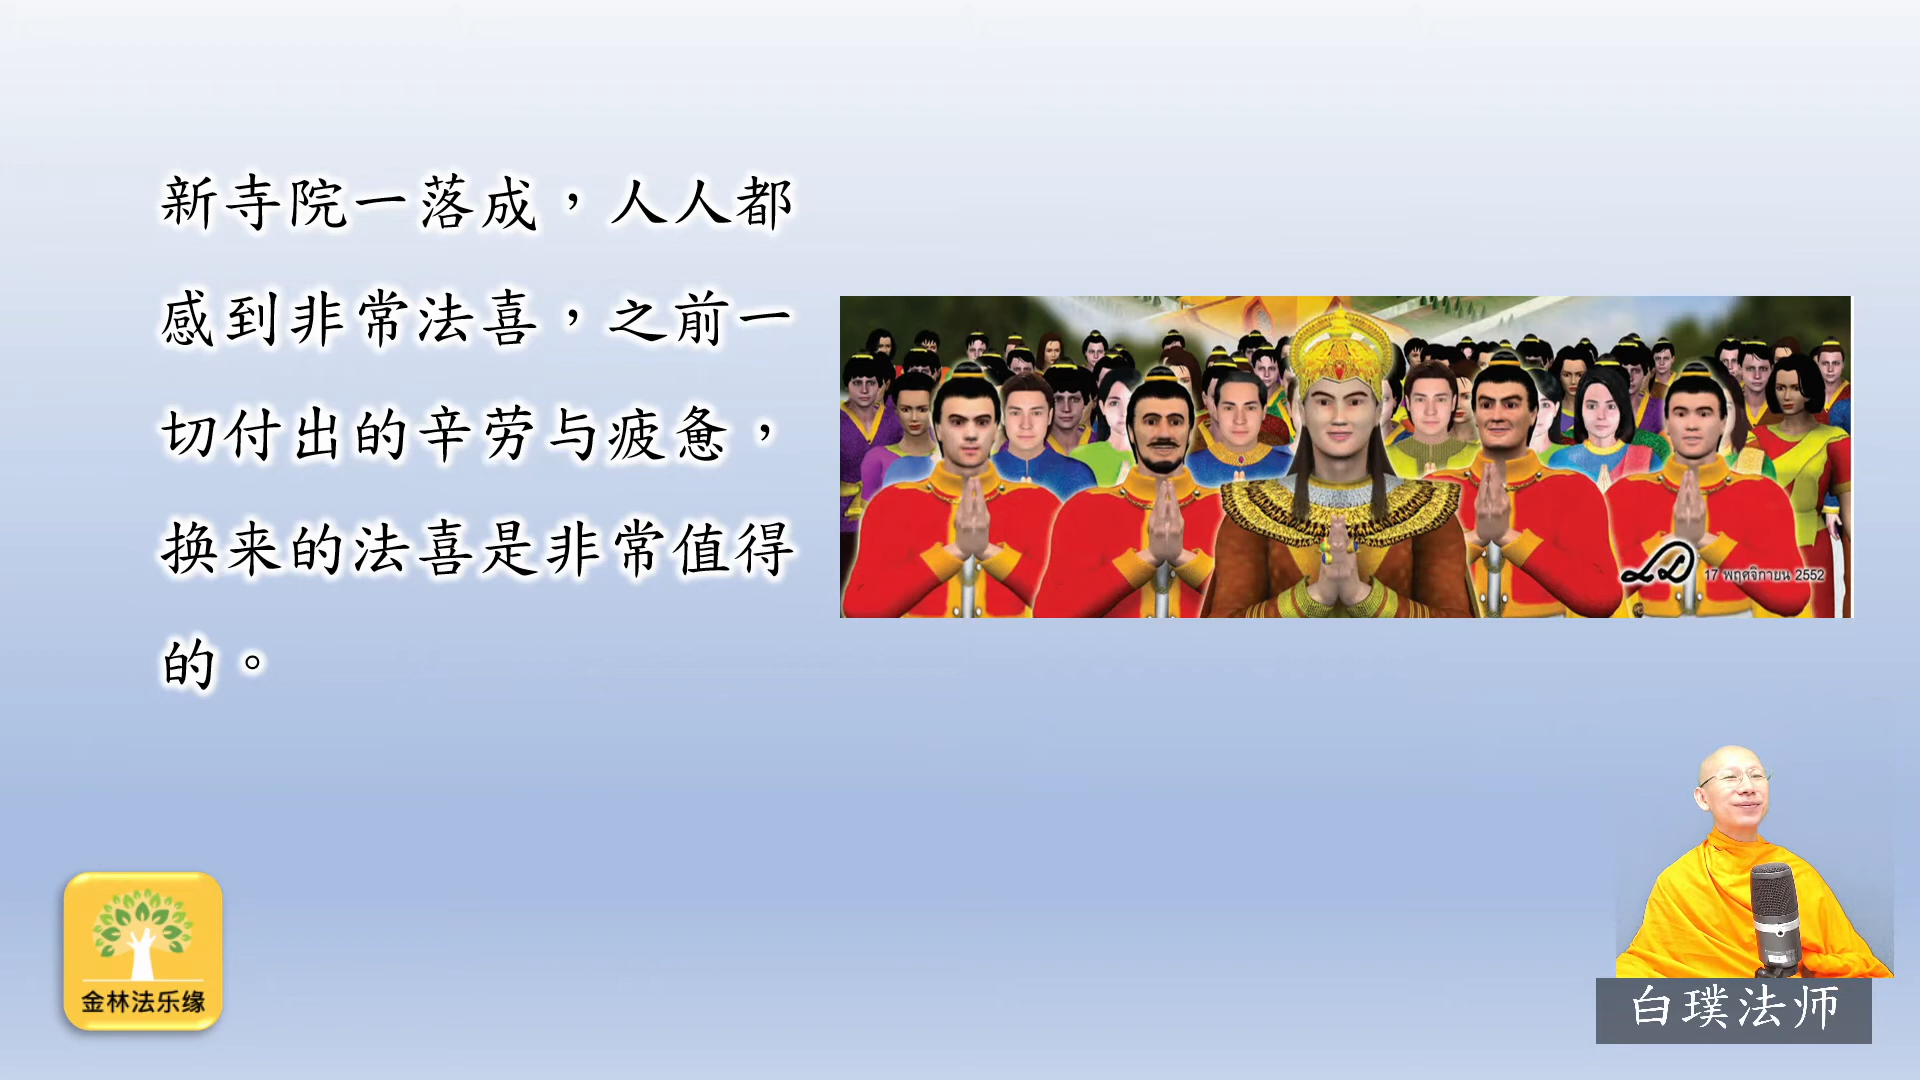 新寺院一落成，人人都
感到非常法喜，之前一
切付出的辛劳与疲惫，
换来的法喜是非常值得
的。
17 พฤศจิกายน 2552
金林法乐缘
白璞法师